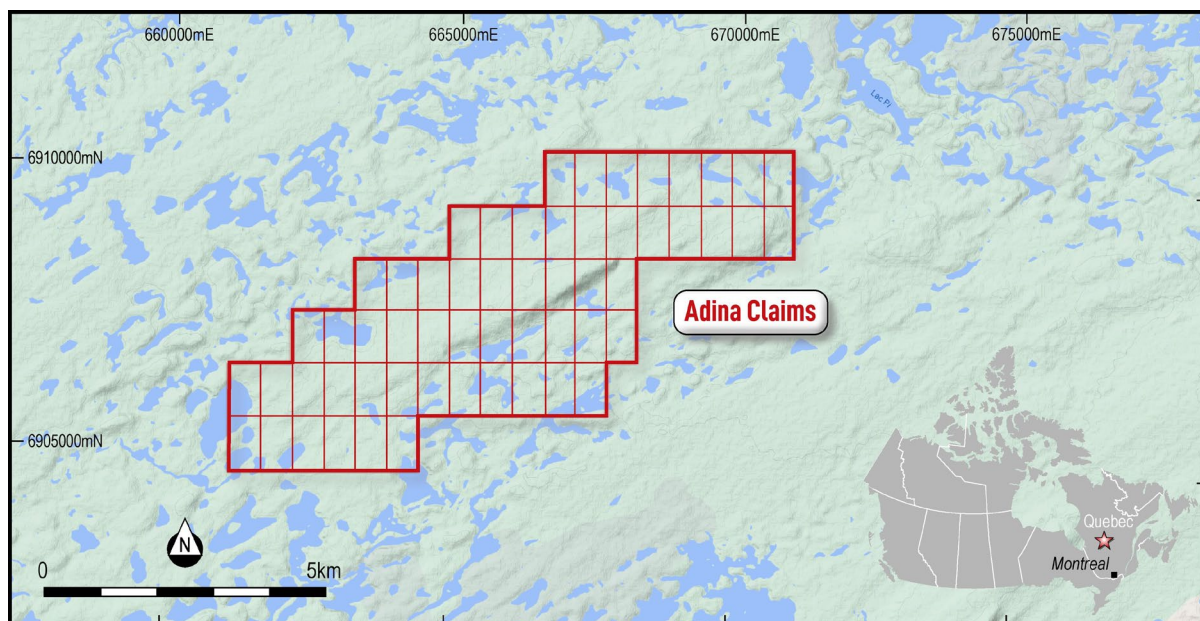 660000mE
665000mE
670000mE
675000mE
Lac Pi
6910000mN
Adina Claims
6905000mN
N
0
5km
Quebec
Montreal